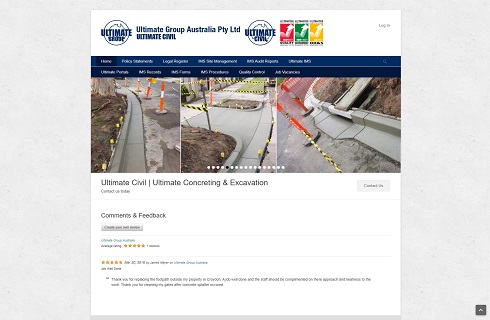 Ultimate Group Australia Pty Ltd
ULTIMATE CIVIL
ULTIMATE GROUP
ULTIMATE CIVIL
Log In
Home Policy Statements Legal Register IMS Site Management IMS Audit Reports Ultimate IMS
Ultimate Portals IMS Records IMS Forms IMS Procedures Quality Control Job Vacancies
Ultimate Civil | Ultimate Concreting & Excavation
Contact us today
Contact Us
Comments & Feedback
Create your own review
Ultimate Group Australia
Average rating: 1 reviews
by James Mener on Ultimate Group Australia
Job Well Done
Thank you for replacing the footpath outside my property in Croydon. A job well done and the staff should be complimented on there approach and neatness to the
work. Thank you for cleaning my gates after concrete splatter occured.